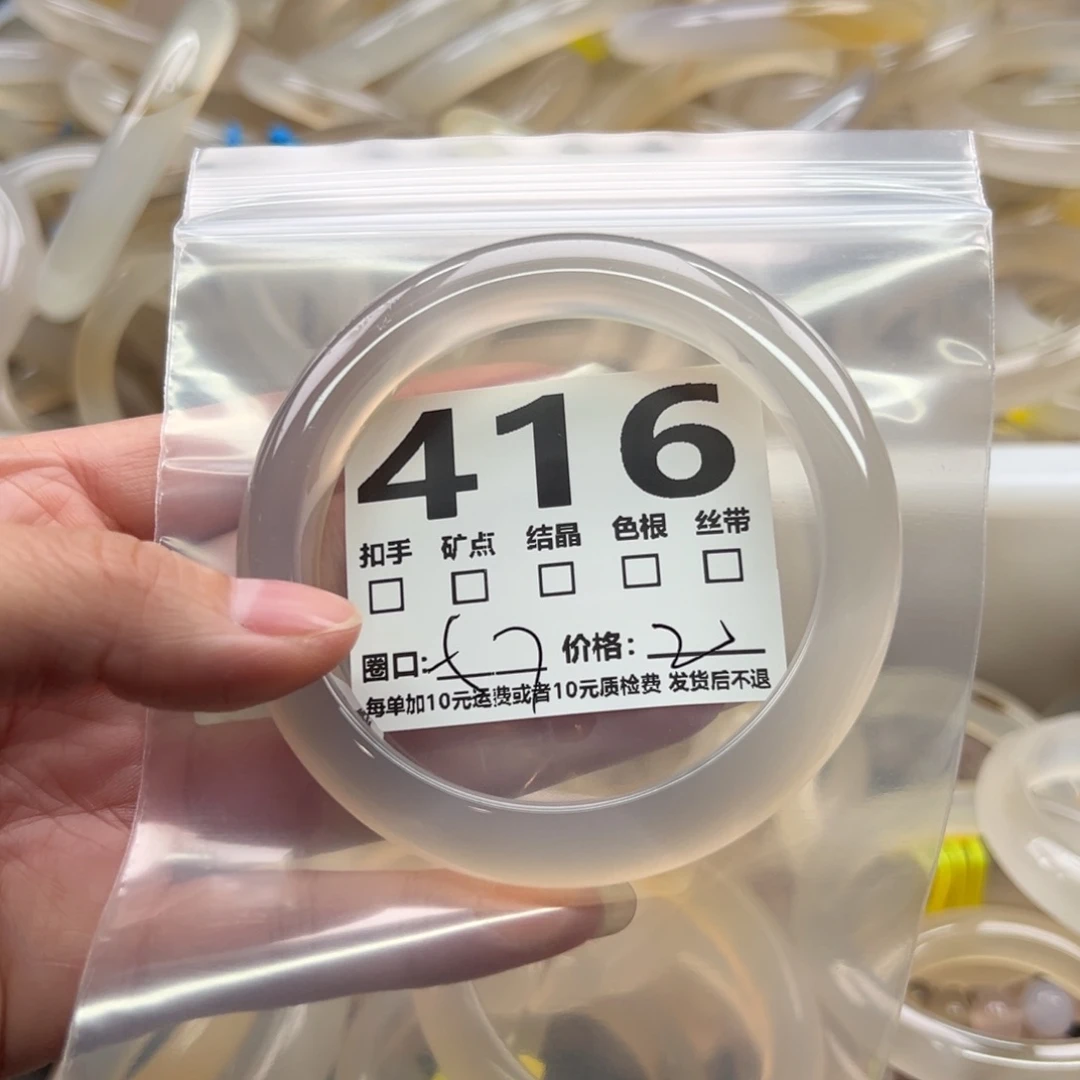 416
扣手 矿点 结晶 色根 丝带
圈口: 价格:
每单加10元运费或者10元质检费 发货后不退